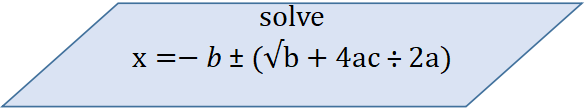 solve
x =− b ± (√b + 4ac ÷ 2a)